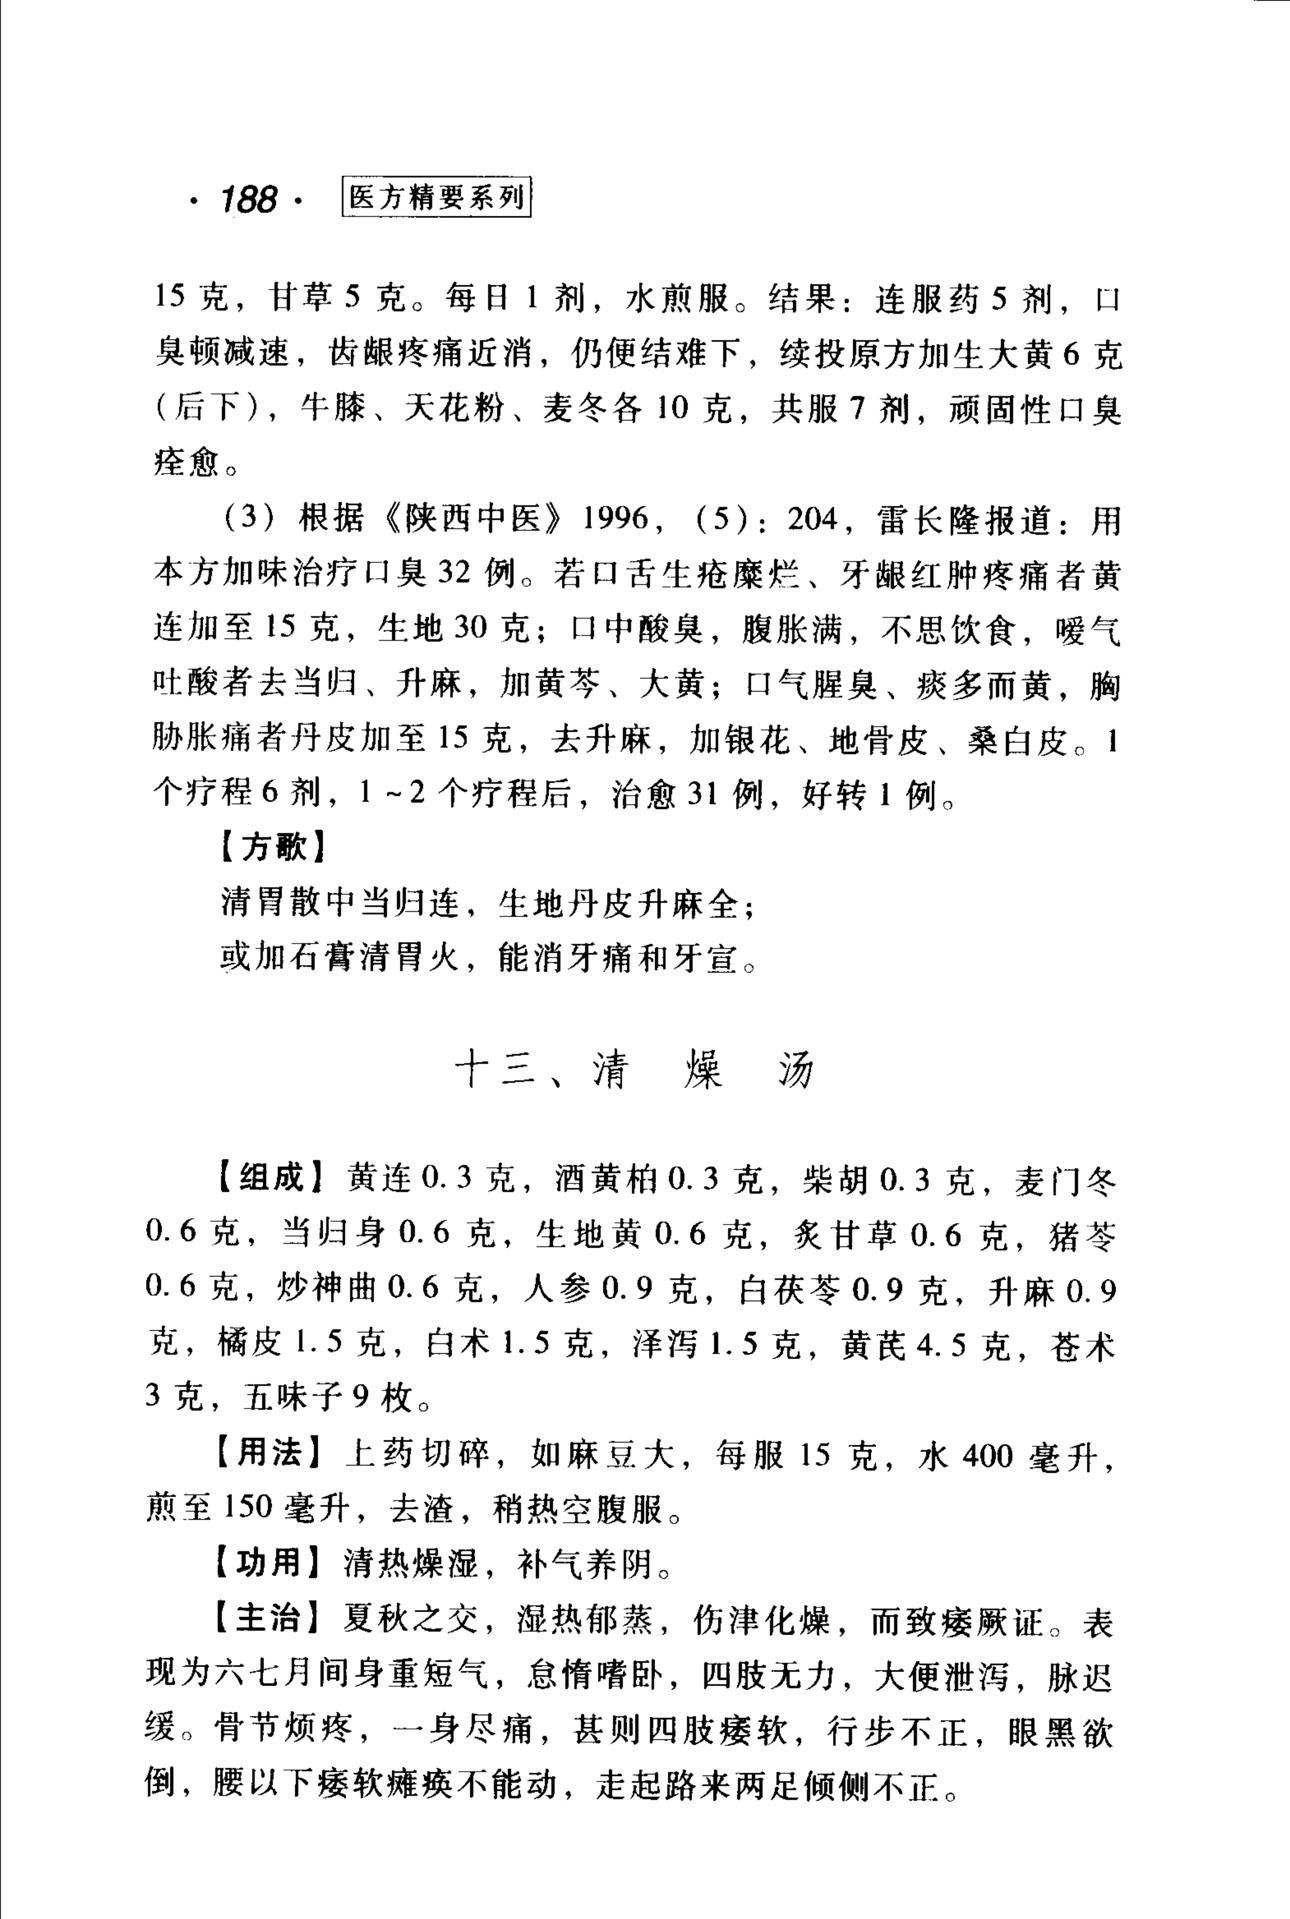 ·188· 医方精要系列
15 克，甘草 5 克。每日 1 剂，水煎服。结果：连服药 5 剂，口
臭顿减速，齿龈疼痛近消，仍便结难下，续投原方加生大黄 6 克
（后下），牛膝、天花粉、麦冬各 10 克，共服 7 剂，顽固性口臭
痊愈。
（3）根据《陕西中医》1996，（5）：204，雷长隆报道：用
本方加味治疗口臭 32 例。若口舌生疮糜烂、牙龈红肿疼痛者黄
连加至 15 克，生地 30 克；口中酸臭，腹胀满，不思饮食，嗳气
吐酸者去当归、升麻，加黄芩、大黄；口气腥臭、痰多而黄，胸
胁胀痛者丹皮加至 15 克，去升麻，加银花、地骨皮、桑白皮。1
个疗程 6 剂，1～2 个疗程后，治愈 31 例，好转 1 例。
【方歌】
清胃散中当归连，生地丹皮升麻全；
或加石膏清胃火，能消牙痛和牙宣。
十三、清 燥 汤
【组成】黄连 0.3 克，酒黄柏 0.3 克，柴胡 0.3 克，麦门冬
0.6 克，当归身 0.6 克，生地黄 0.6 克，炙甘草 0.6 克，猪苓
0.6 克，炒神曲 0.6 克，人参 0.9 克，白茯苓 0.9 克，升麻 0.9
克，橘皮 1.5 克，白术 1.5 克，泽泻 1.5 克，黄芪 4.5 克，苍术
3 克，五味子 9 枚。
【用法】上药切碎，如麻豆大，每服 15 克，水 400 毫升，
煎至 150 毫升，去渣，稍热空腹服。
【功用】清热燥湿，补气养阴。
【主治】夏秋之交，湿热郁蒸，伤津化燥，而致痿厥证。表
现为六七月间身重短气，怠惰嗜卧，四肢无力，大便泄泻，脉迟
缓。骨节烦疼，一身尽痛，甚则四肢痿软，行步不正，眼黑欲
倒，腰以下痿软瘫痪不能动，走起路来两足倾侧不正。